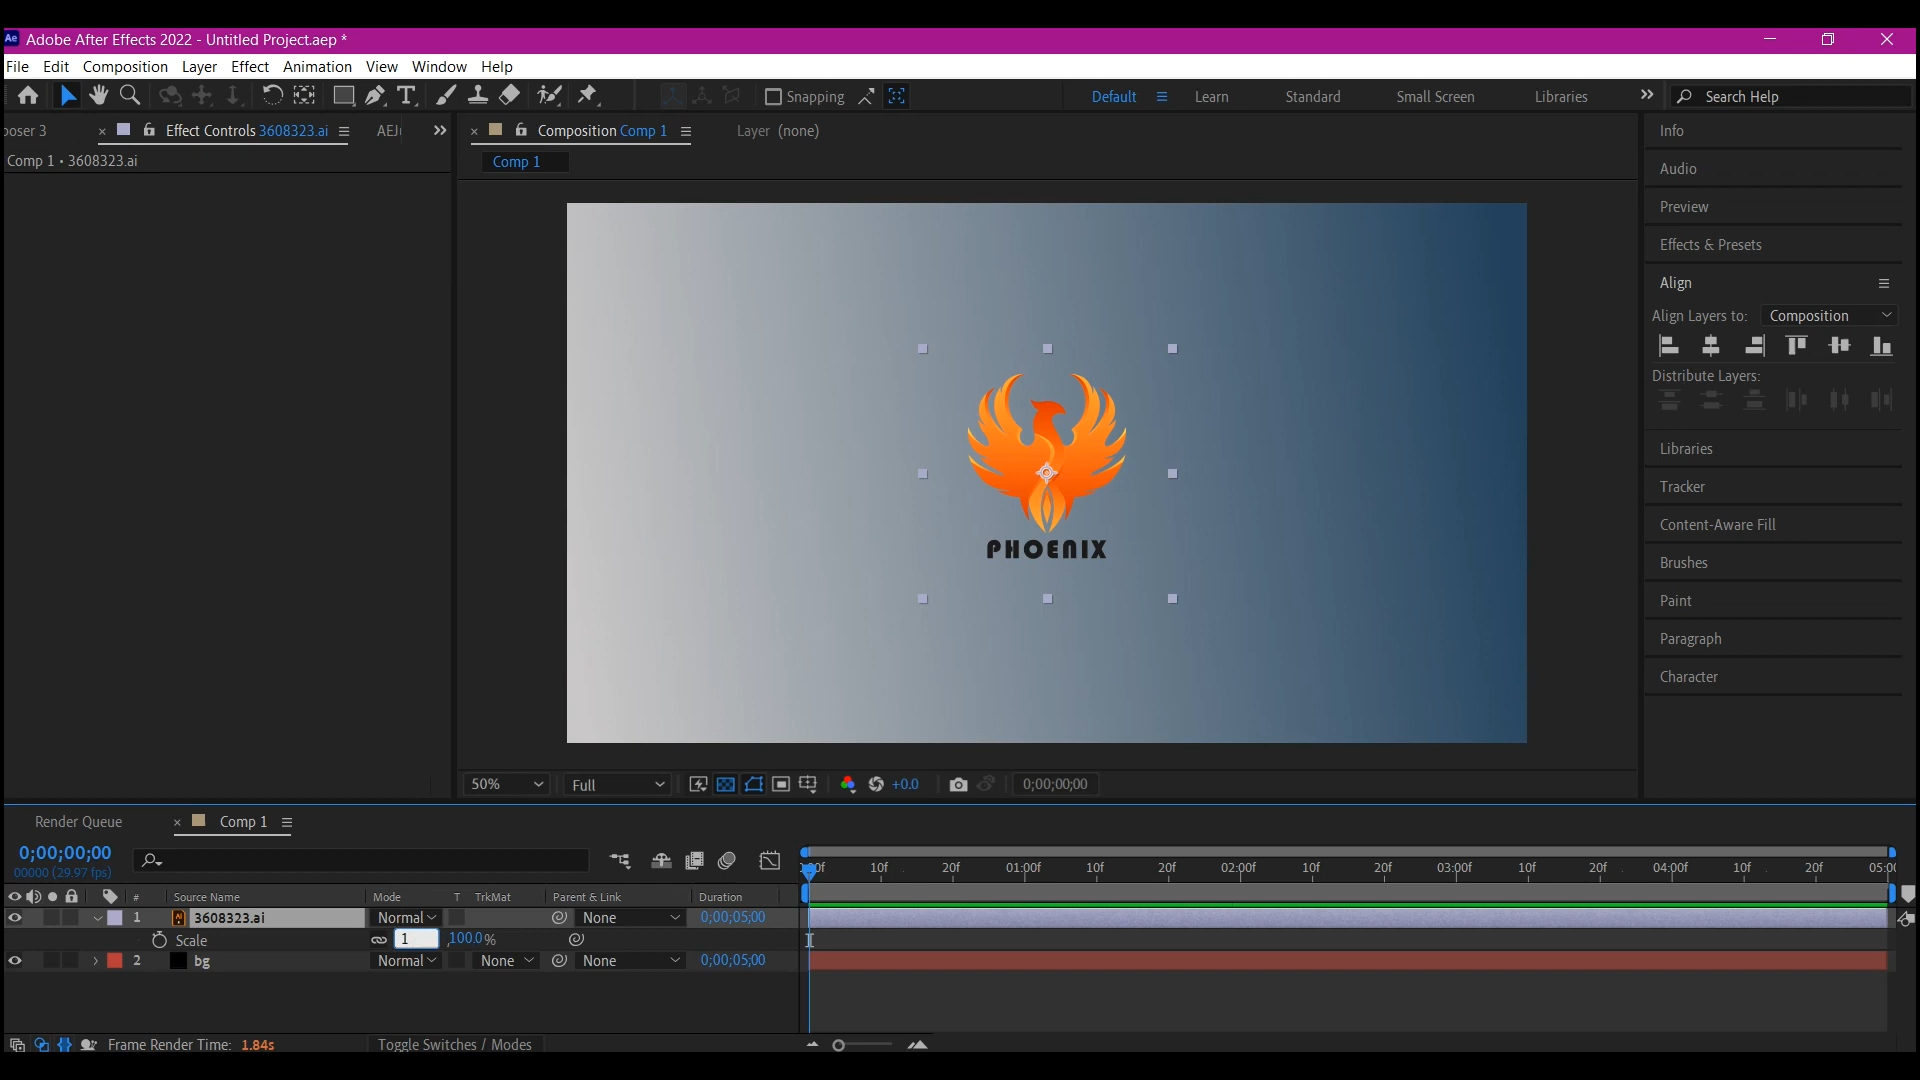 Ae Adobe After Effects 2022 - Untitled Project.aep *
File Edit Composition Layer Effect Animation View Window Help
Snapping Default Learn Standard Small Screen Libraries Search Help
poser 3 Effect Controls 3608323.ai
Comp 1 • 3608323.ai
Composition Comp 1 Layer (none)
Comp 1
PHOENIX
50% Full +0.0 0;00;00;00
Info
Audio
Preview
Effects & Presets
Align
Align Layers to: Composition
Distribute Layers:
Libraries
Tracker
Content-Aware Fill
Brushes
Paint
Paragraph
Character
Render Queue Comp 1
0;00;00;00
00000 (29.97 fps)
10f 20f 01:00f 10f 20f 02:00f 10f 20f 03:00f 10f 20f 04:00f 10f 20f
# Source Name Mode T TrkMat Parent & Link Duration
1 Ai 3608323.ai Normal None 0;00;05;00
Scale 1 ,100.0 %
2 bg Normal None None 0;00;05;00
Frame Render Time: 1.84s Toggle Switches / Modes